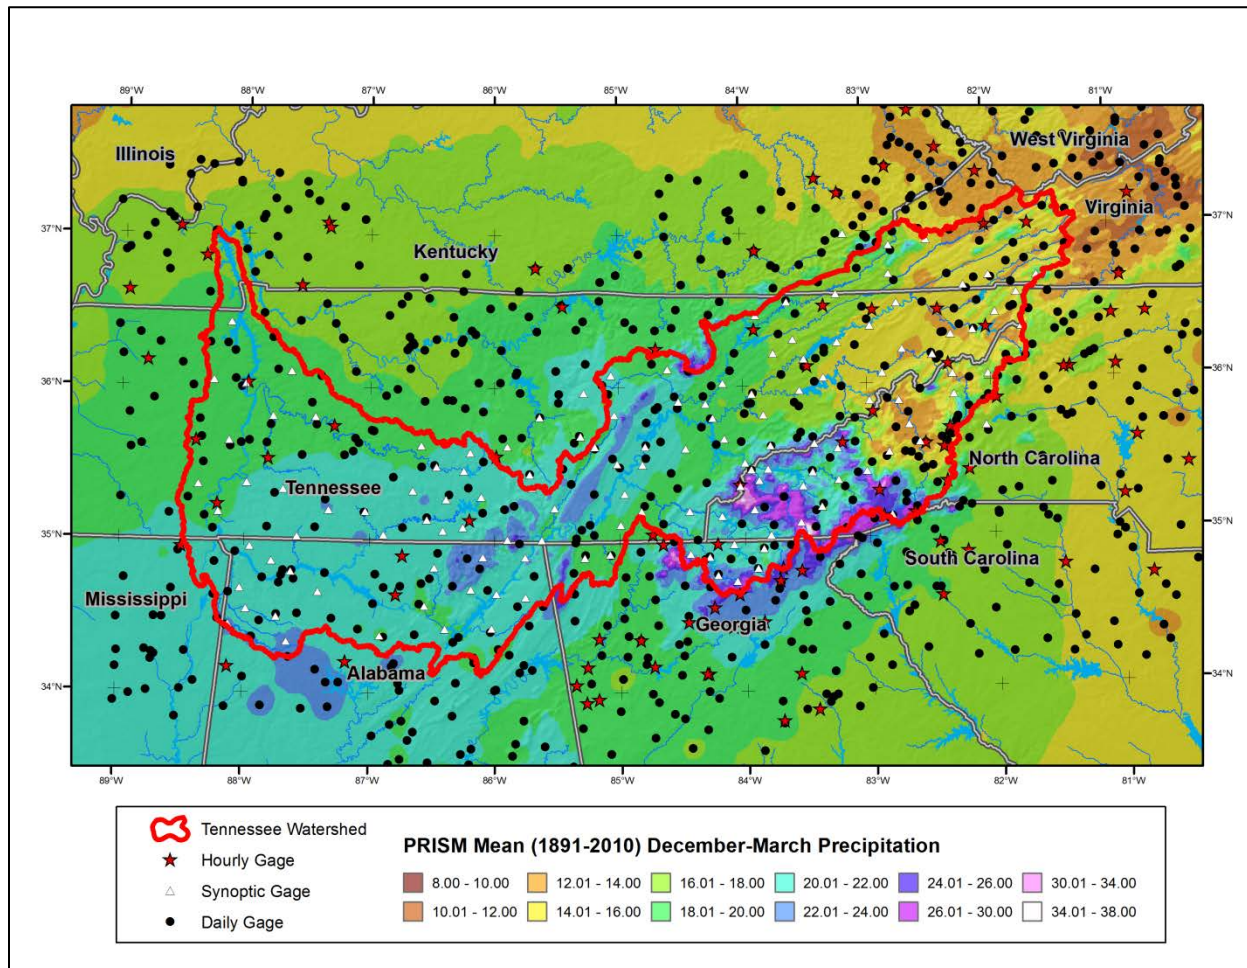 89°W 88°W 87°W 86°W 85°W 84°W 83°W 82°W 81°W
Illinois
West Virginia
Virginia
37°N 37°N
Kentucky
36°N 36°N
North Carolina
Tennessee
35°N 35°N
South Carolina
Mississippi
Georgia
Alabama
34°N 34°N
89°W 88°W 87°W 86°W 85°W 84°W 83°W 82°W 81°W
Tennessee Watershed
Hourly Gage
Synoptic Gage
Daily Gage
PRISM Mean (1891-2010) December-March Precipitation
8.00 - 10.00 12.01 - 14.00 16.01 - 18.00 20.01 - 22.00 24.01 - 26.00 30.01 - 34.00
10.01 - 12.00 14.01 - 16.00 18.01 - 20.00 22.01 - 24.00 26.01 - 30.00 34.01 - 38.00